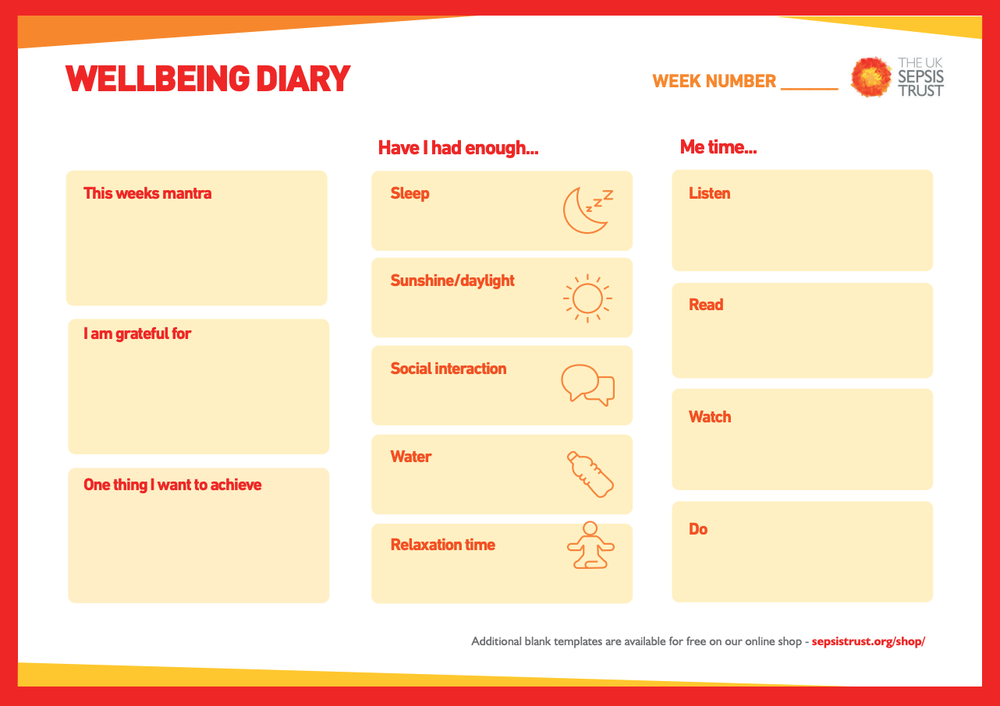 WELLBEING DIARY
WEEK NUMBER ______
THE UK
SEPSIS
TRUST
This weeks mantra
I am grateful for
One thing I want to achieve
Have I had enough...
Sleep
z z Z
Sunshine/daylight
Social interaction
Water
Relaxation time
Me time...
Listen
Read
Watch
Do
Additional blank templates are available for free on our online shop - sepsistrust.org/shop/